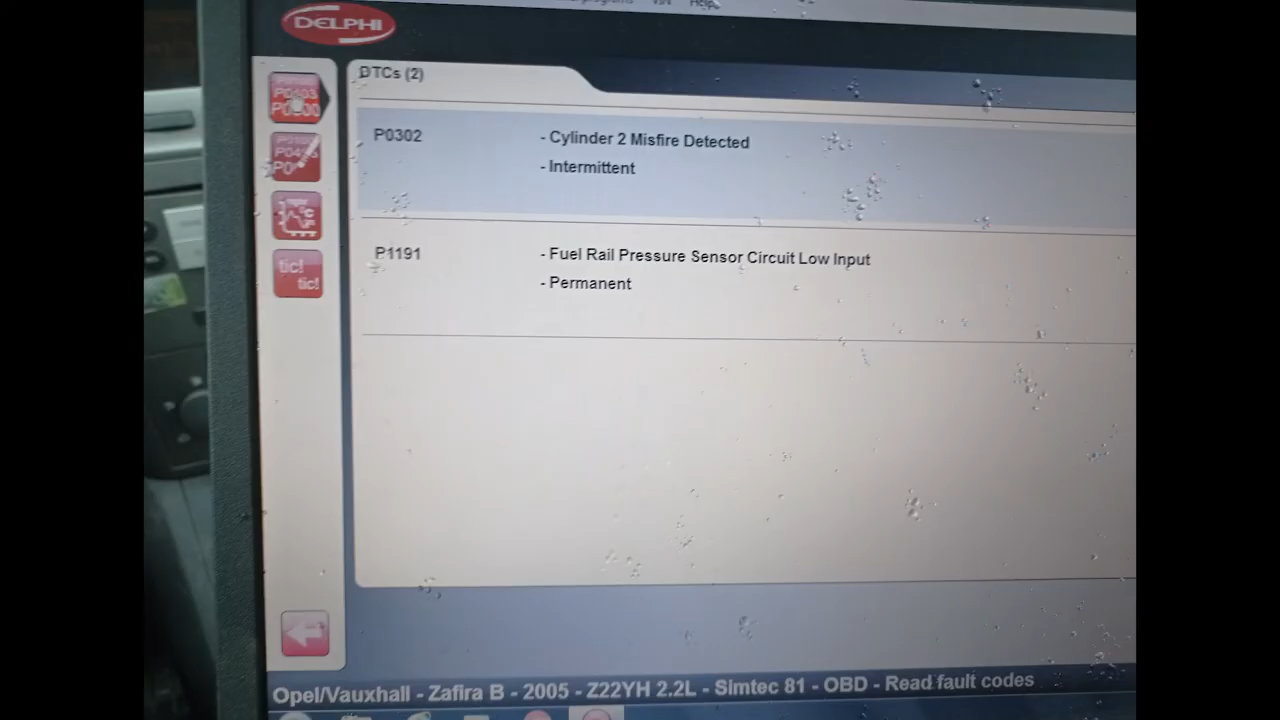 Help
DELPHI
DTCs (2)
P0302
- Cylinder 2 Misfire Detected
- Intermittent
P1191
- Fuel Rail Pressure Sensor Circuit Low Input
- Permanent
tic!
tic!
Opel/Vauxhall - Zafira B - 2005 - Z22YH 2.2L - Simtec 81 - OBD - Read fault codes